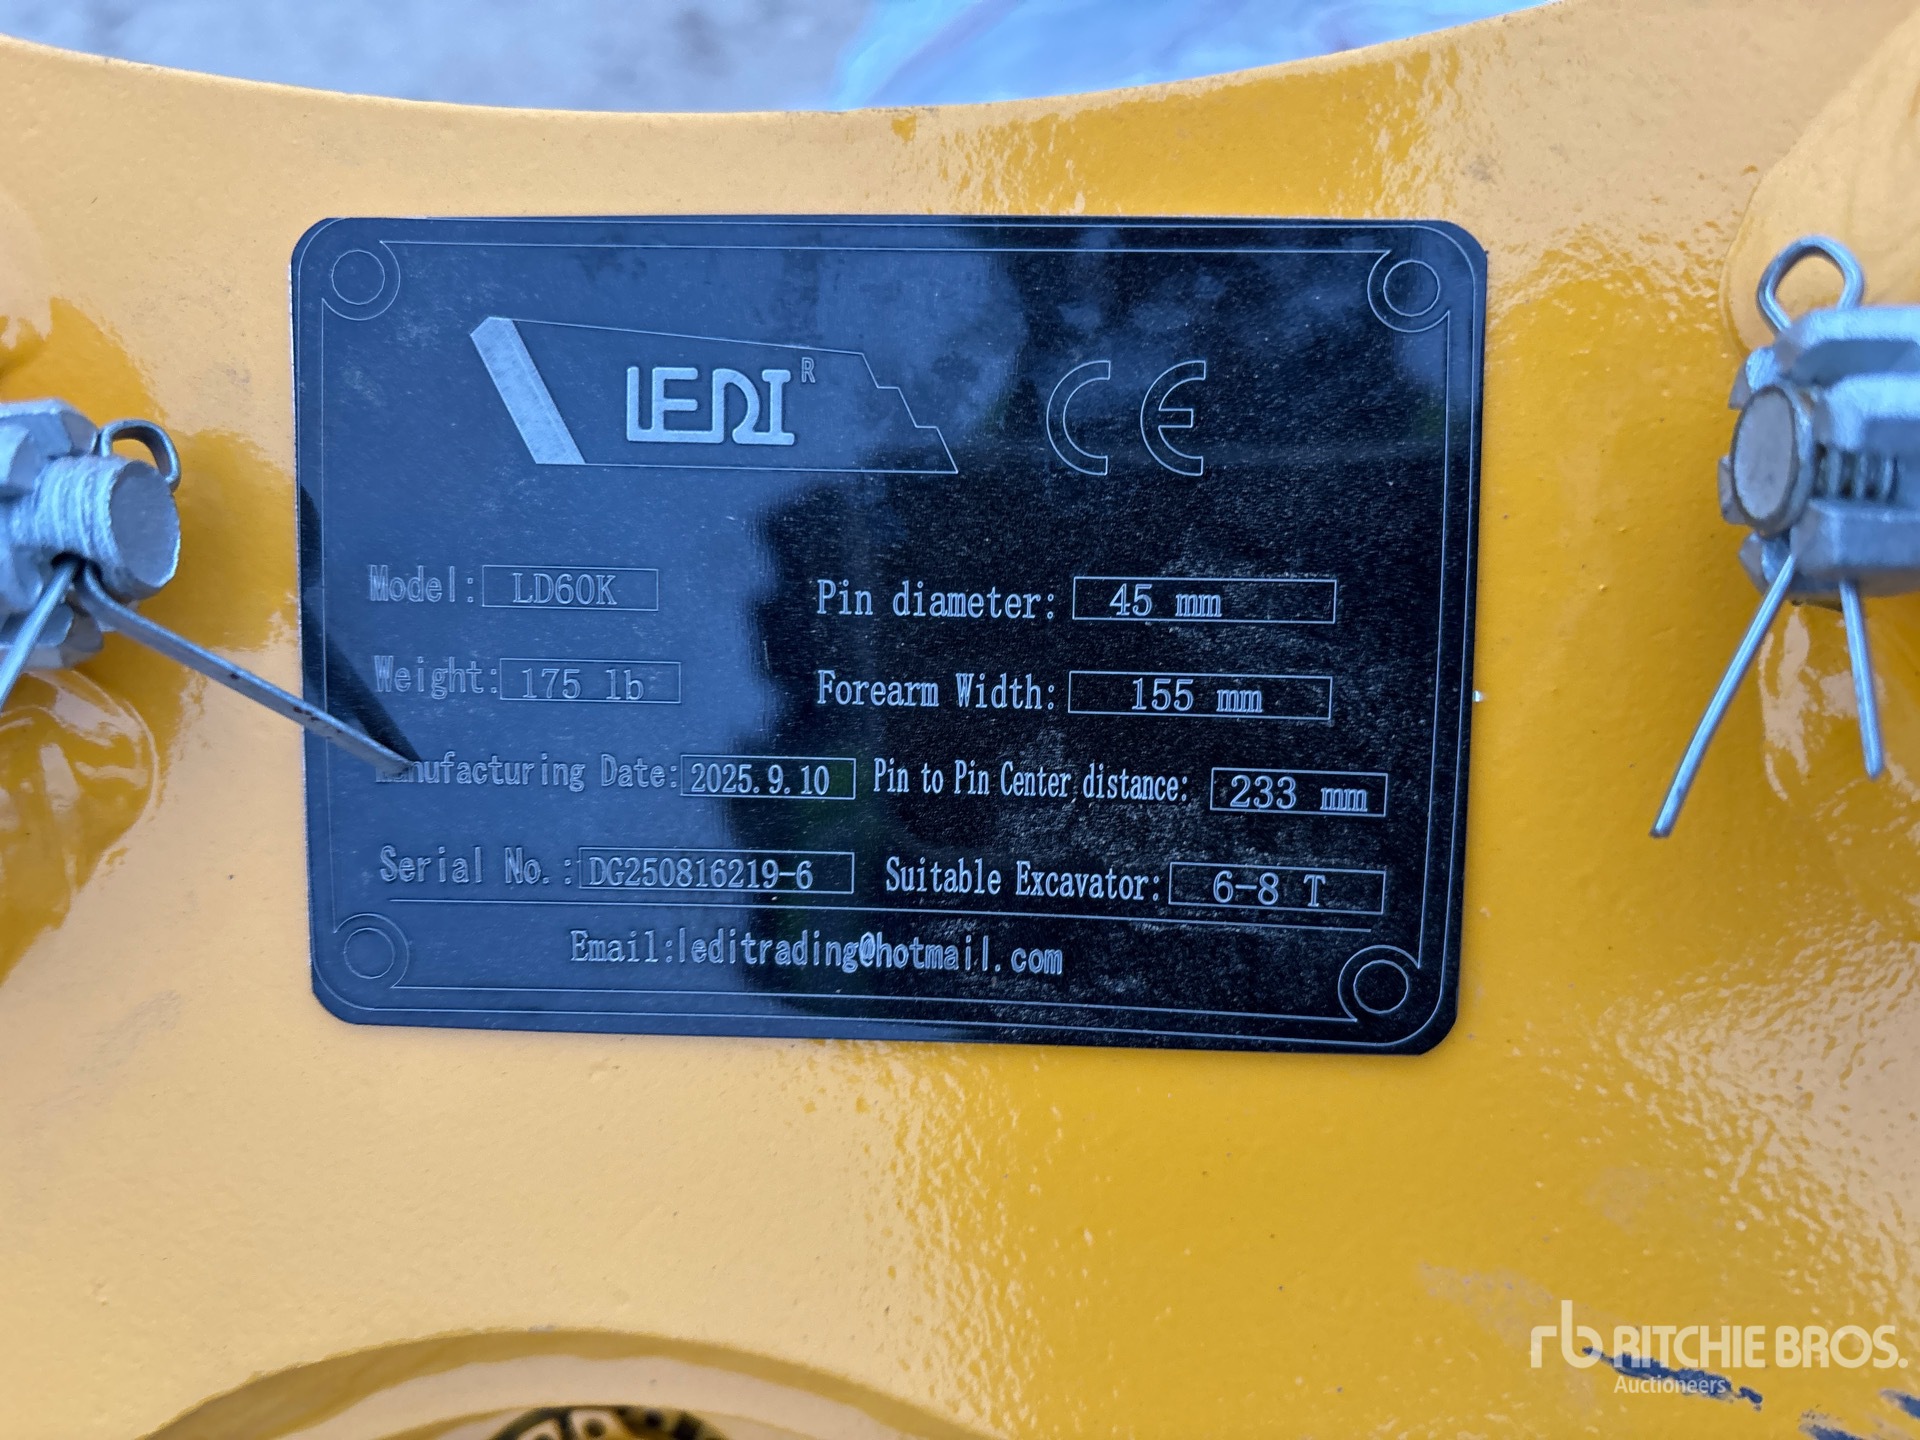 LEDI R CE
Model: LD60K Pin diameter: 45 mm
Weight: 175 lb Forearm Width: 155 mm
Manufacturing Date: 2025.9.10 Pin to Pin Center distance: 233 mm
Serial No.: DG250816219-6 Suitable Excavator: 6-8 T
Email:leditrading@hotmail.com
rb RITCHIE BROS.
Auctioneers